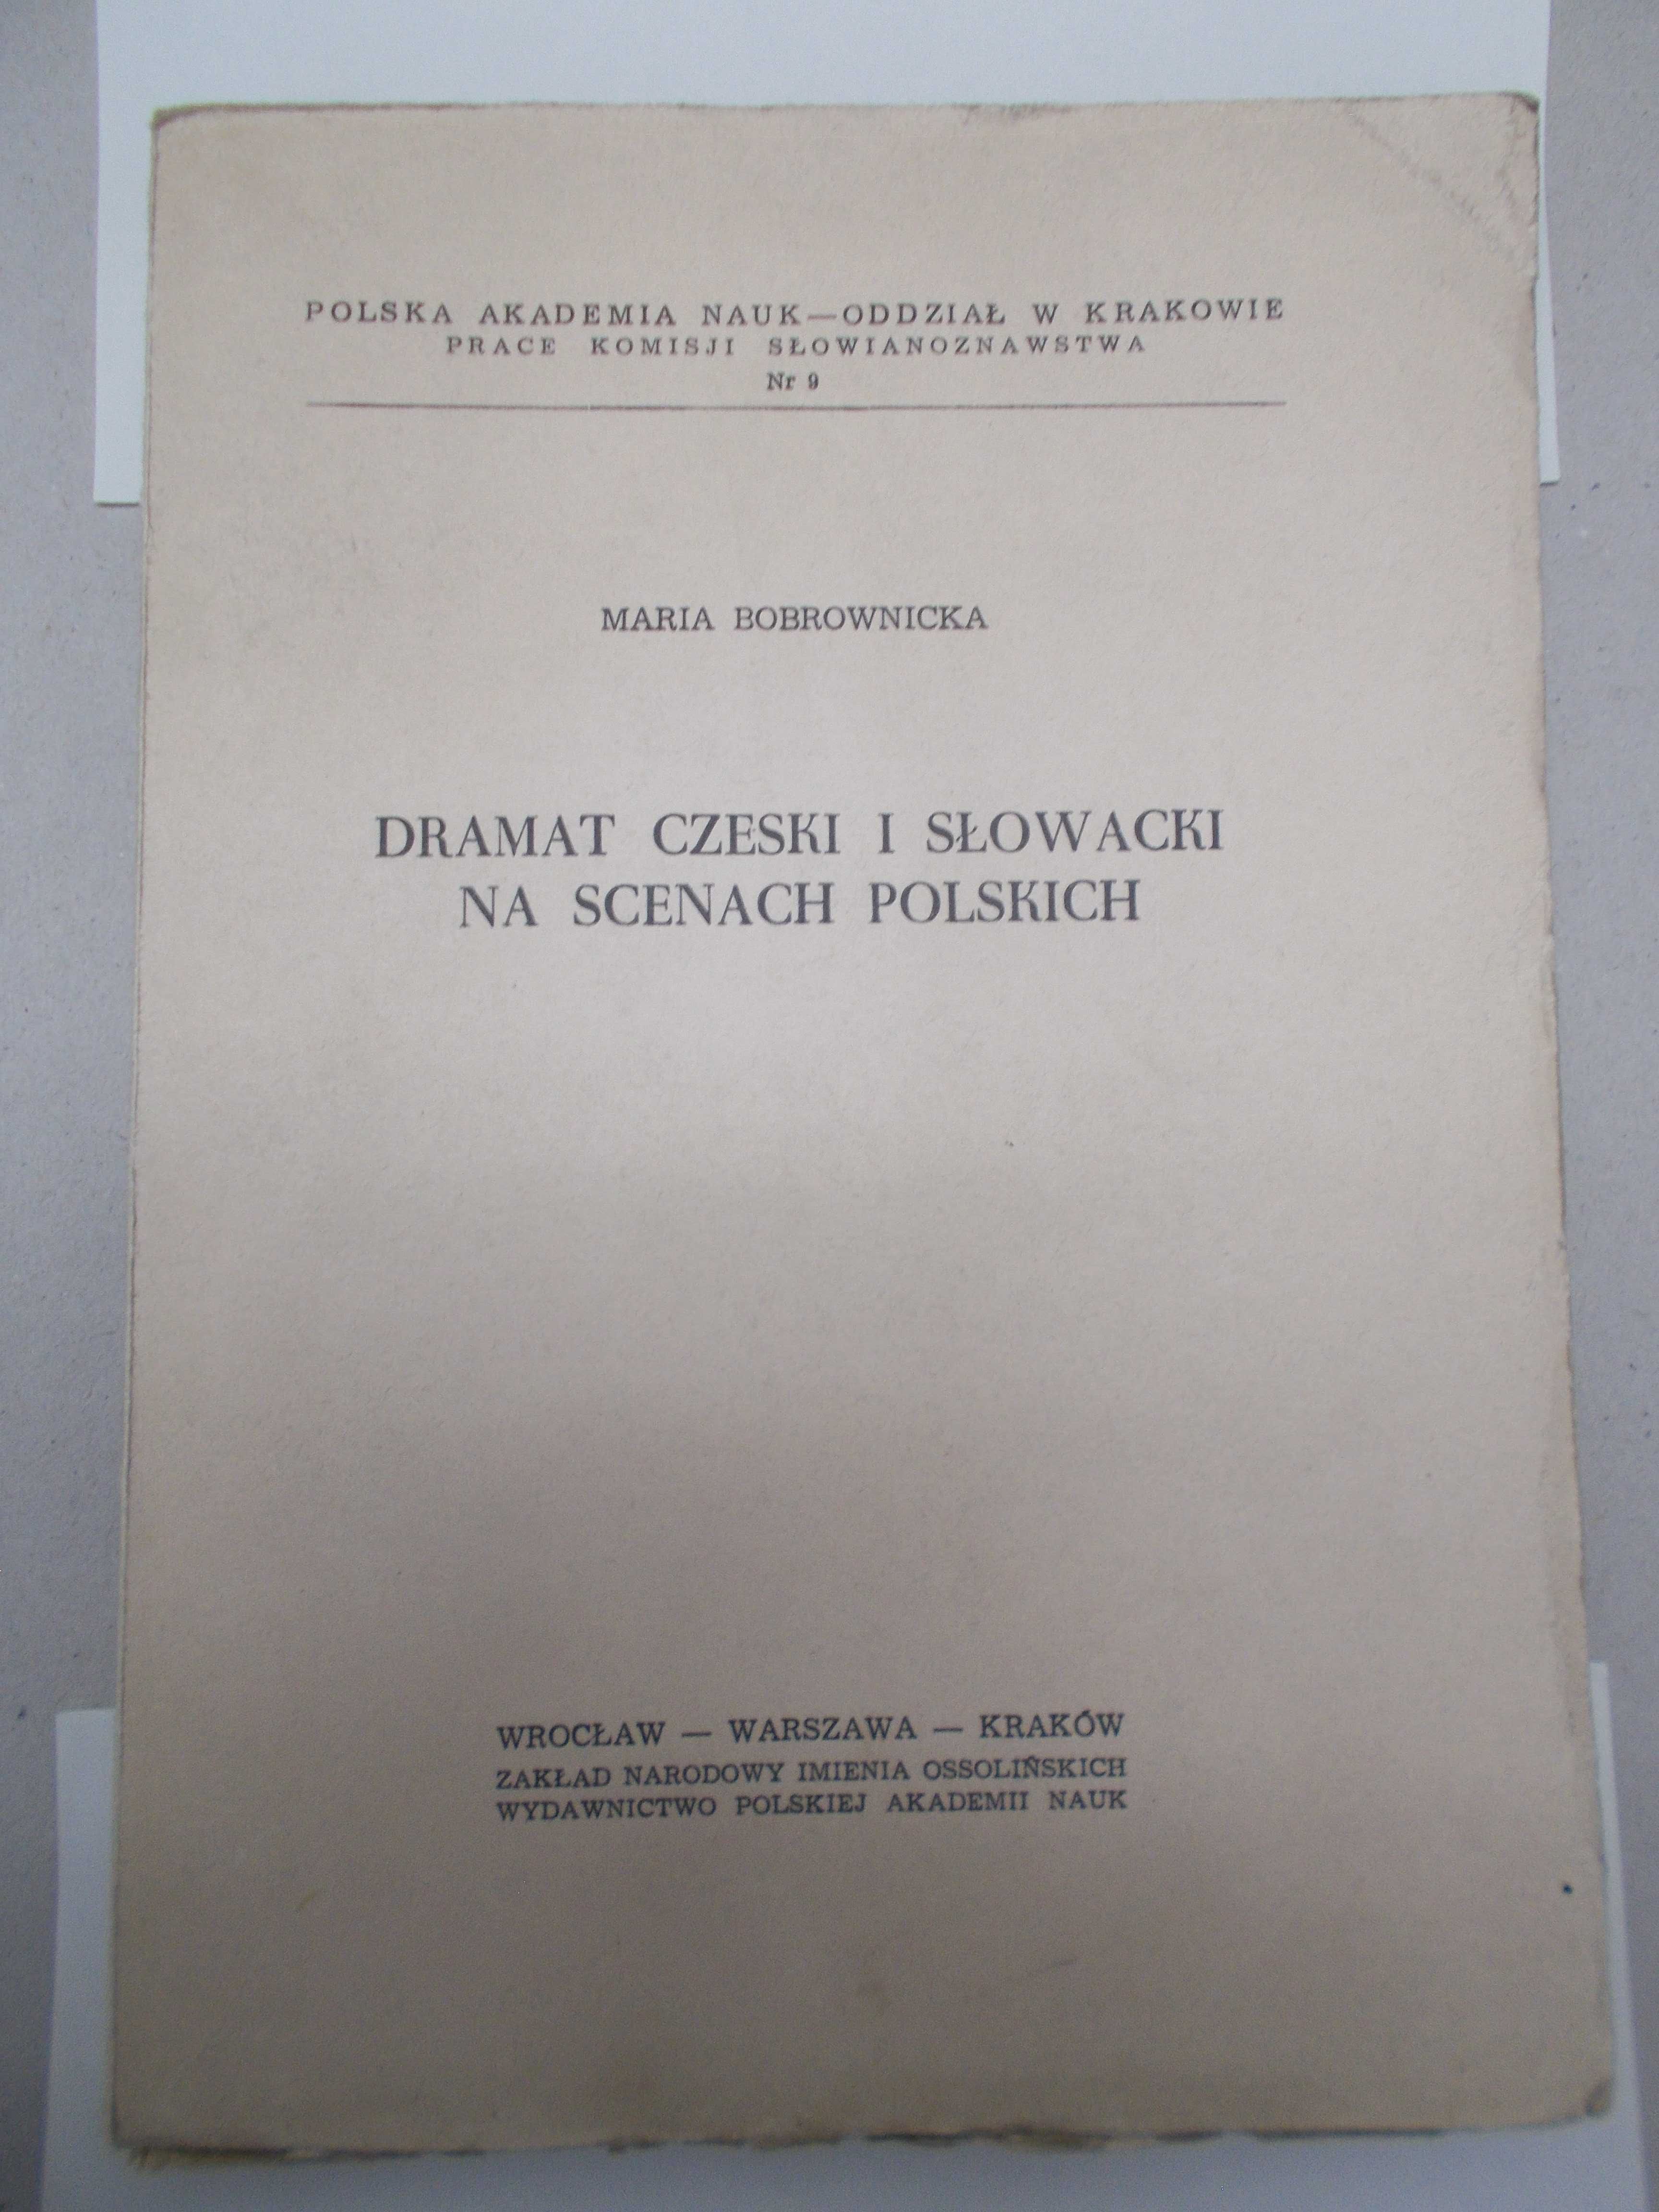 POLSKA AKADEMIA NAUK—ODDZIAŁ W KRAKOWIE
PRACE KOMISJI SŁOWIANOZNAWSTWA
Nr 9
MARIA BOBROWNICKA
DRAMAT CZESKI I SŁOWACKI
NA SCENACH POLSKICH
WROCŁAW — WARSZAWA — KRAKÓW
ZAKŁAD NARODOWY IMIENIA OSSOLIŃSKICH
WYDAWNICTWO POLSKIEJ AKADEMII NAUK